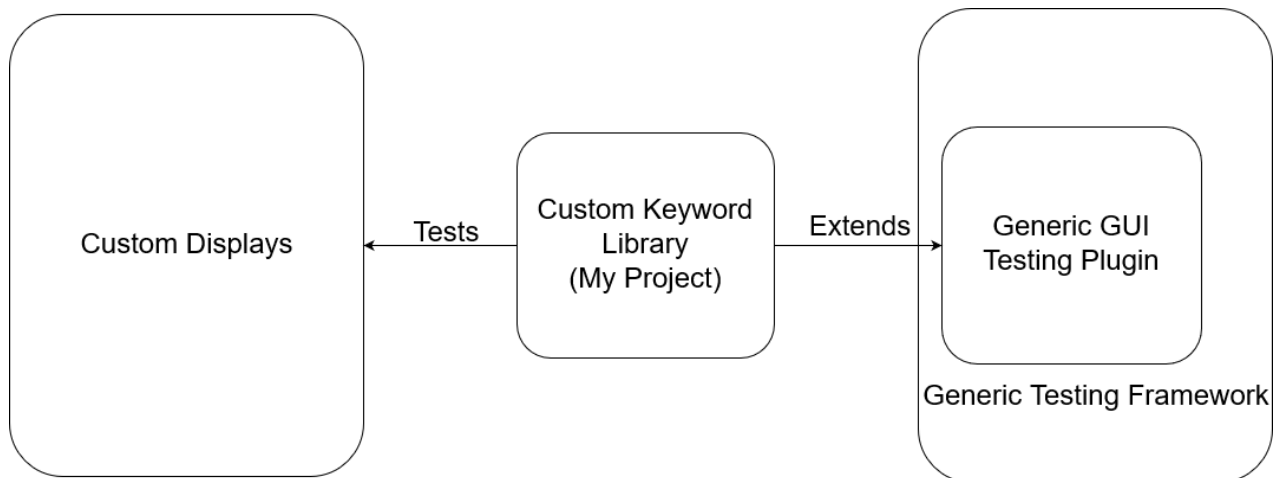 Custom Displays
Tests
Custom Keyword
Library
(My Project)
Extends
Generic GUI
Testing Plugin
Generic Testing Framework